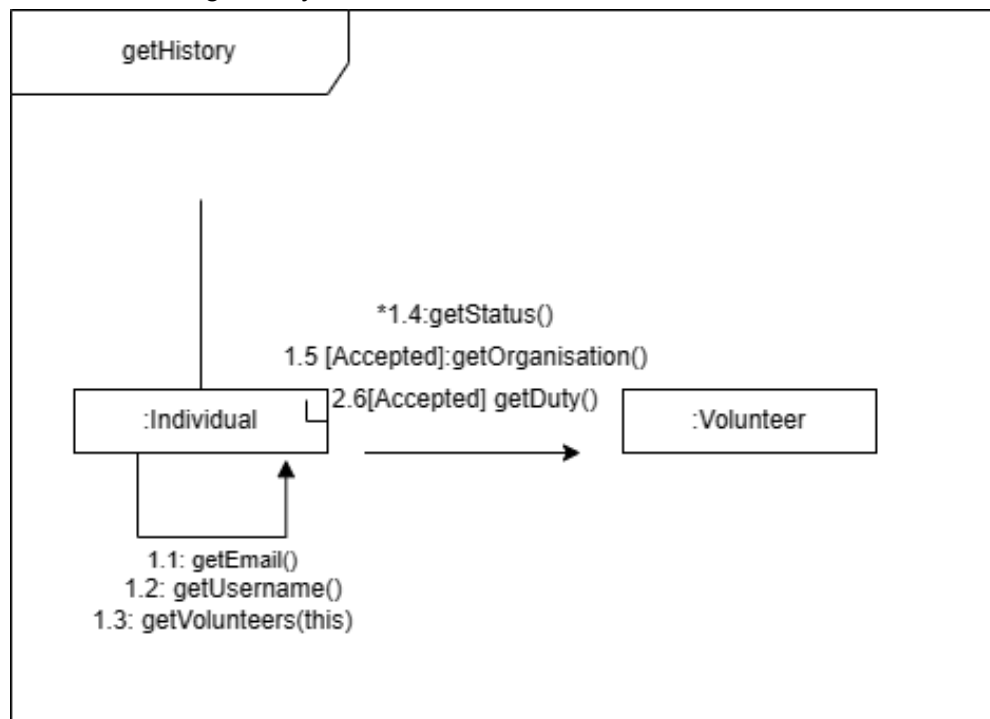 getHistory
*1.4:getStatus()
1.5 [Accepted]:getOrganisation()
2.6[Accepted] getDuty()
:Individual
:Volunteer
1.1: getEmail()
1.2: getUsername()
1.3: getVolunteers(this)